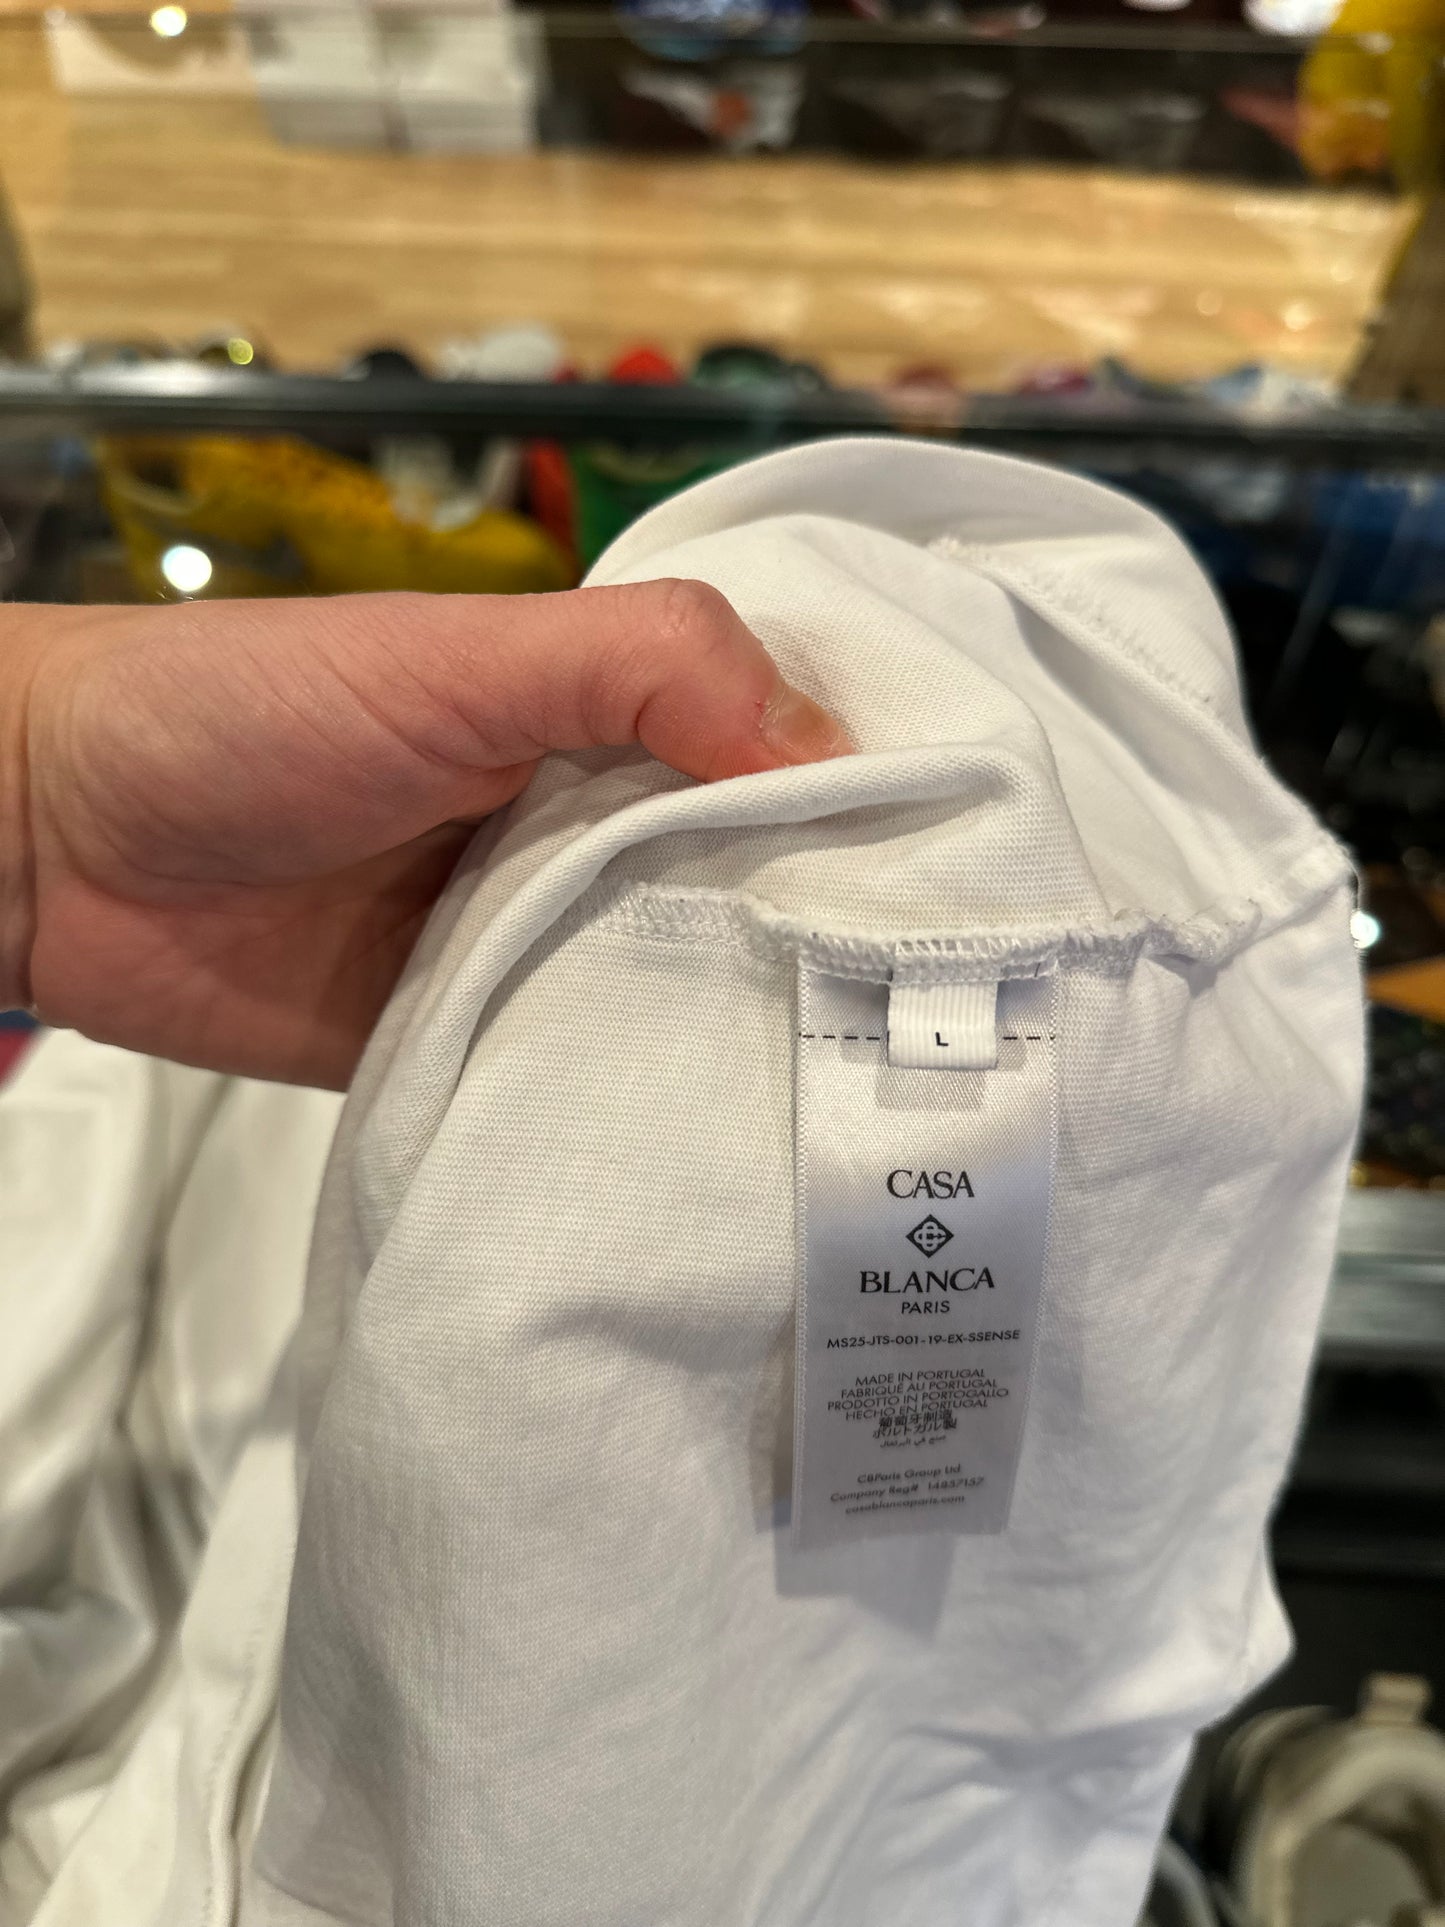 L
CASA
BLANCA
PARIS
MS25-JTS-001-19-EX-SSENSE
MADE IN PORTUGAL
FABRIQUÉ AU PORTUGAL
PRODOTTO IN PORTOGALLO
HECHO EN PORTUGAL
葡萄牙制造
ポルトガル製
صنع في البرتغال
CBParis Group Ltd
Company Reg# 14857157
casablancaparis.com